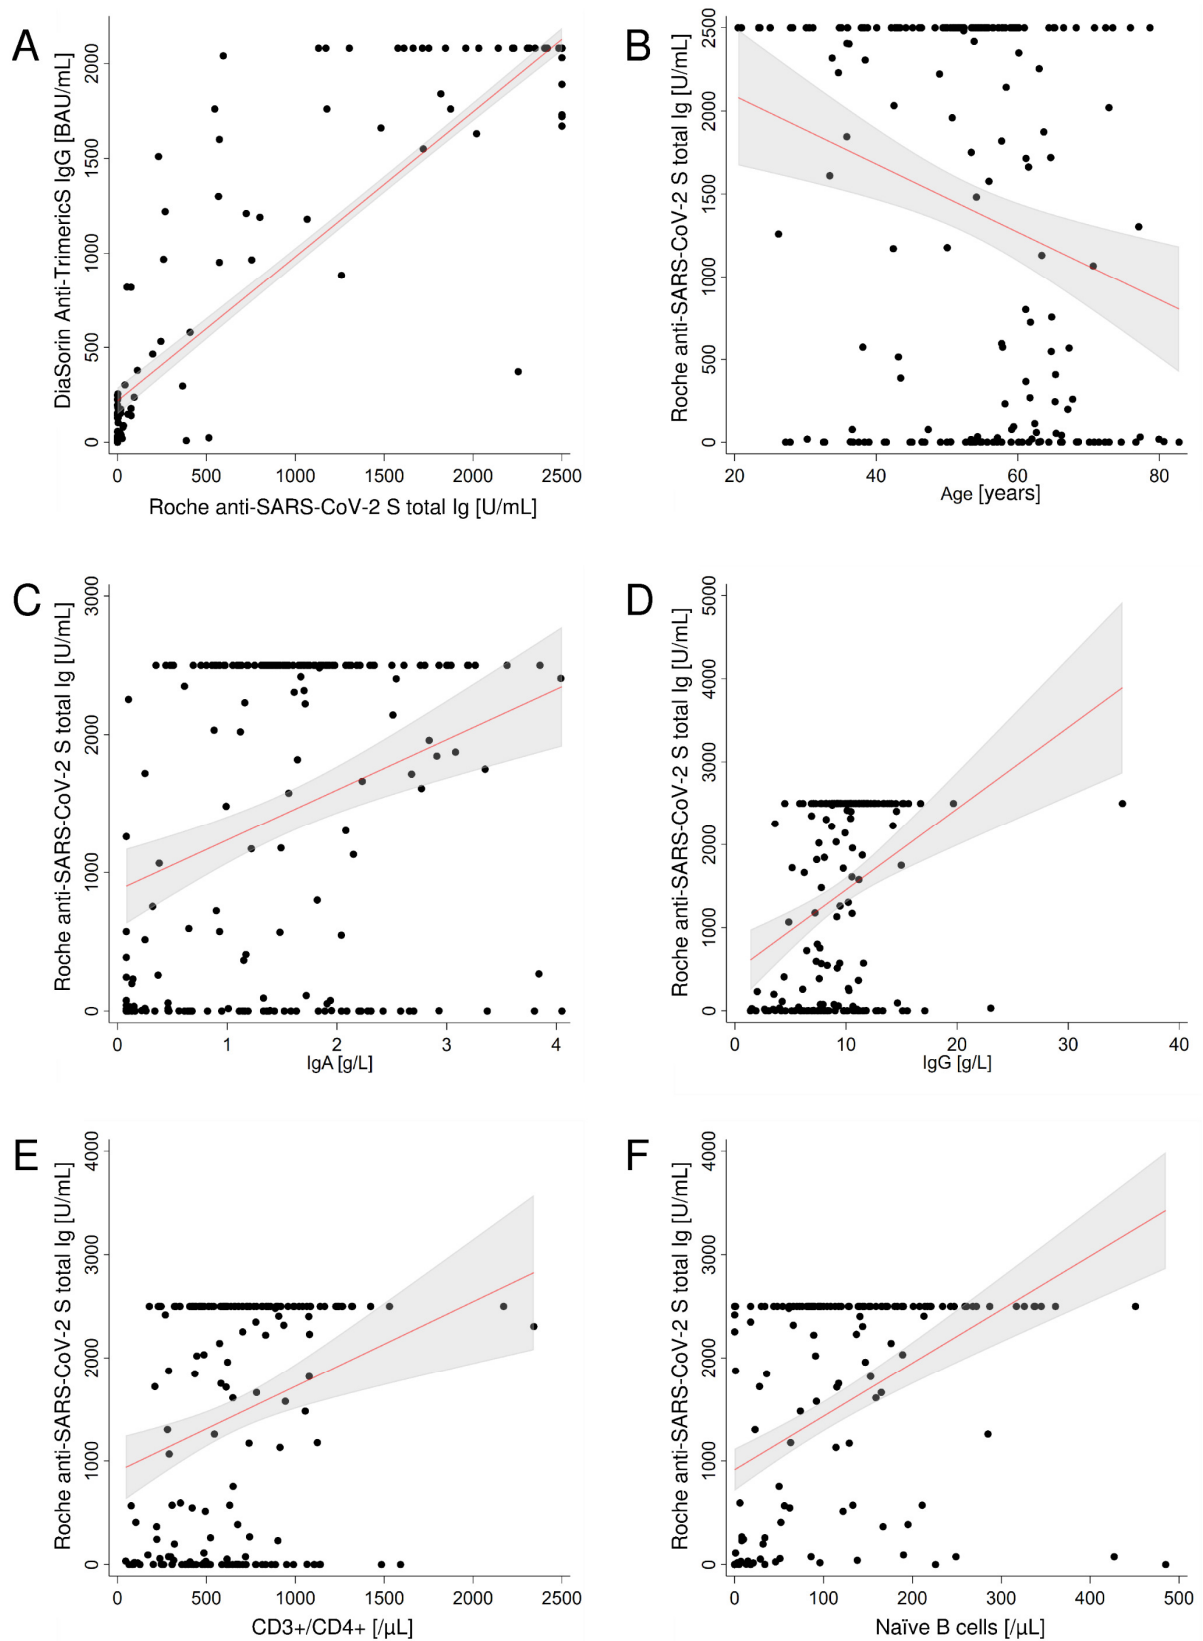 A
DiaSorin Anti-TrimericS IgG [BAU/mL]
2000
1500
1000
500
0
0 500 1000 1500 2000 2500
Roche anti-SARS-CoV-2 S total Ig [U/mL]
B
Roche anti-SARS-CoV-2 S total Ig [U/mL]
2500
2000
1500
1000
500
0
20 40 60 80
Age [years]
C
Roche anti-SARS-CoV-2 S total Ig [U/mL]
3000
2000
1000
0
0 1 2 3 4
IgA [g/L]
D
Roche anti-SARS-CoV-2 S total Ig [U/mL]
5000
4000
3000
2000
1000
0
0 10 20 30 40
IgG [g/L]
E
Roche anti-SARS-CoV-2 S total Ig [U/mL]
4000
3000
2000
1000
0
0 500 1000 1500 2000 2500
CD3+/CD4+ [/µL]
F
Roche anti-SARS-CoV-2 S total Ig [U/mL]
4000
3000
2000
1000
0
0 100 200 300 400 500
Naïve B cells [/µL]